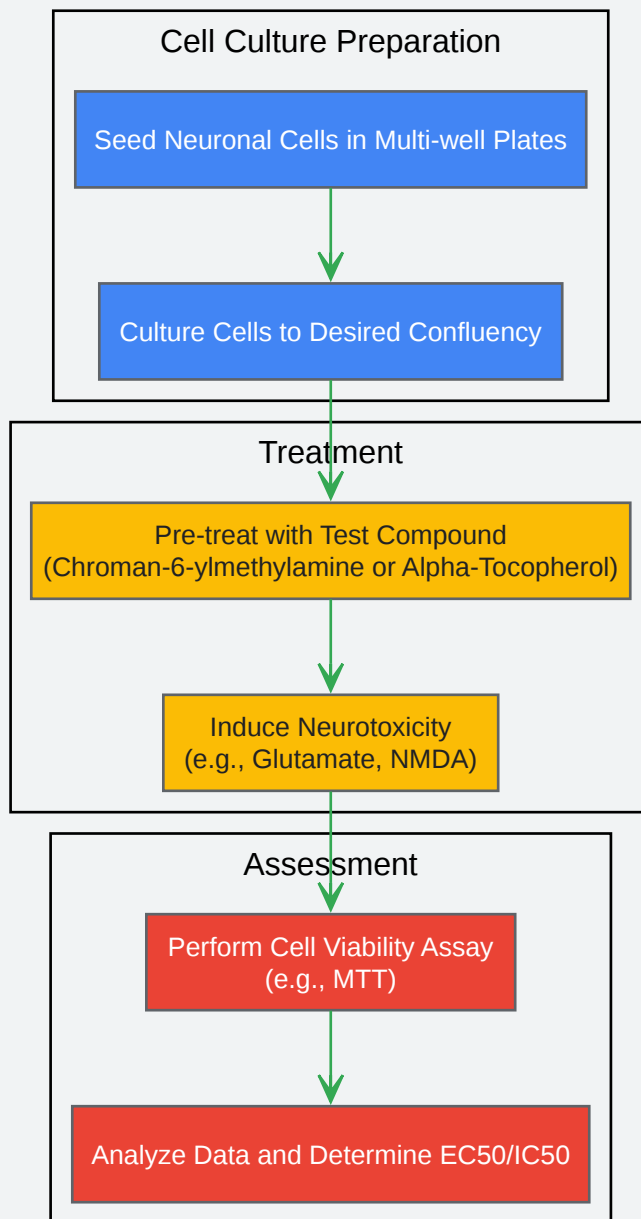 Cell Culture Preparation
Seed Neuronal Cells in Multi-well Plates
Culture Cells to Desired Confluency
Treatment
Pre-treat with Test Compound
(Chroman-6-ylmethylamine or Alpha-Tocopherol)
Induce Neurotoxicity
(e.g., Glutamate, NMDA)
Assessment
Perform Cell Viability Assay
(e.g., MTT)
Analyze Data and Determine EC50/IC50